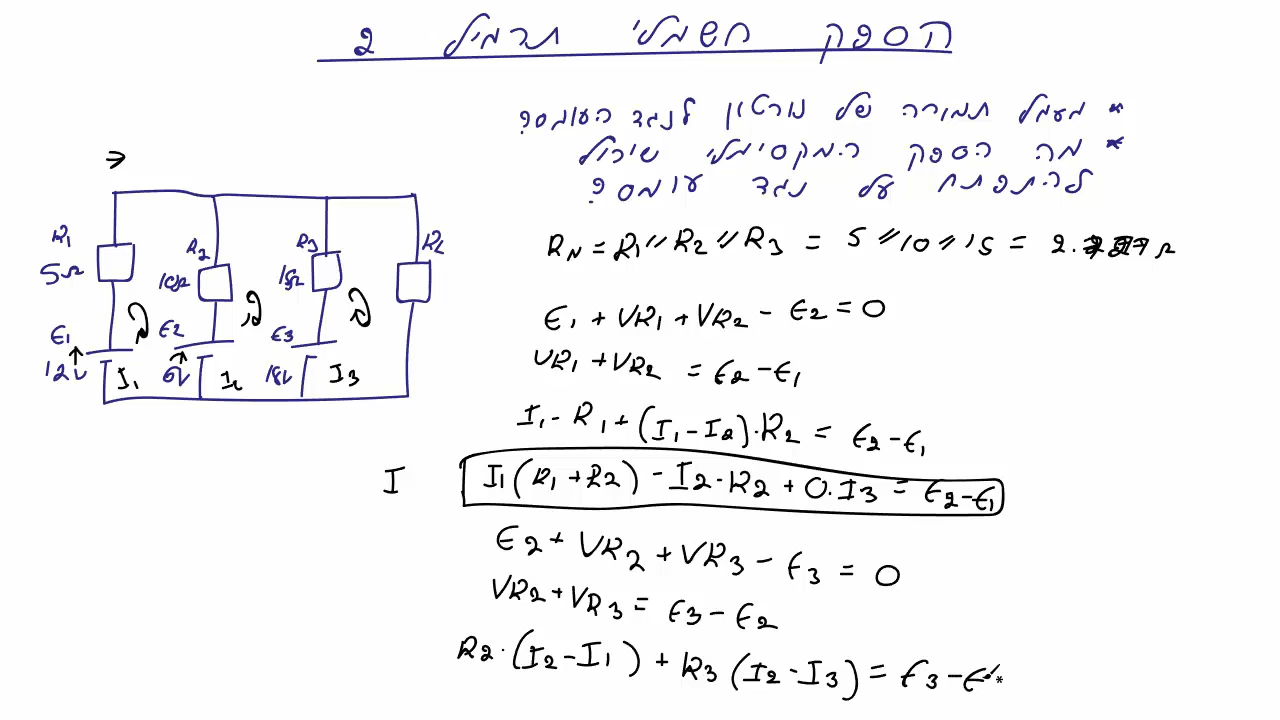 הספק חשמלי תרגיל 2
* מעגל תמורה של נורטון לנגד העומס?
* מה הספק המקסימלי שיכול
להתפתח על נגד עומס?
R1
5Ω
R2
10Ω
R3
15Ω
RL
ε1
12V
I1
ε2
6V
I2
ε3
18V
I3
RN = R1 // R2 // R3 = 5 // 10 // 15 = 2.727Ω
ε1 + VR1 + VR2 - ε2 = 0
VR1 + VR2 = ε2 - ε1
I1 - R1 + (I1 - I2) · R2 = ε2 - ε1
I I1 (R1 + R2) - I2 · R2 + 0 · I3 = ε2 - ε1
ε2 + VR2 + VR3 - ε3 = 0
VR2 + VR3 = ε3 - ε2
R2 · (I2 - I1) + R3 (I2 - I3) = ε3 - ε